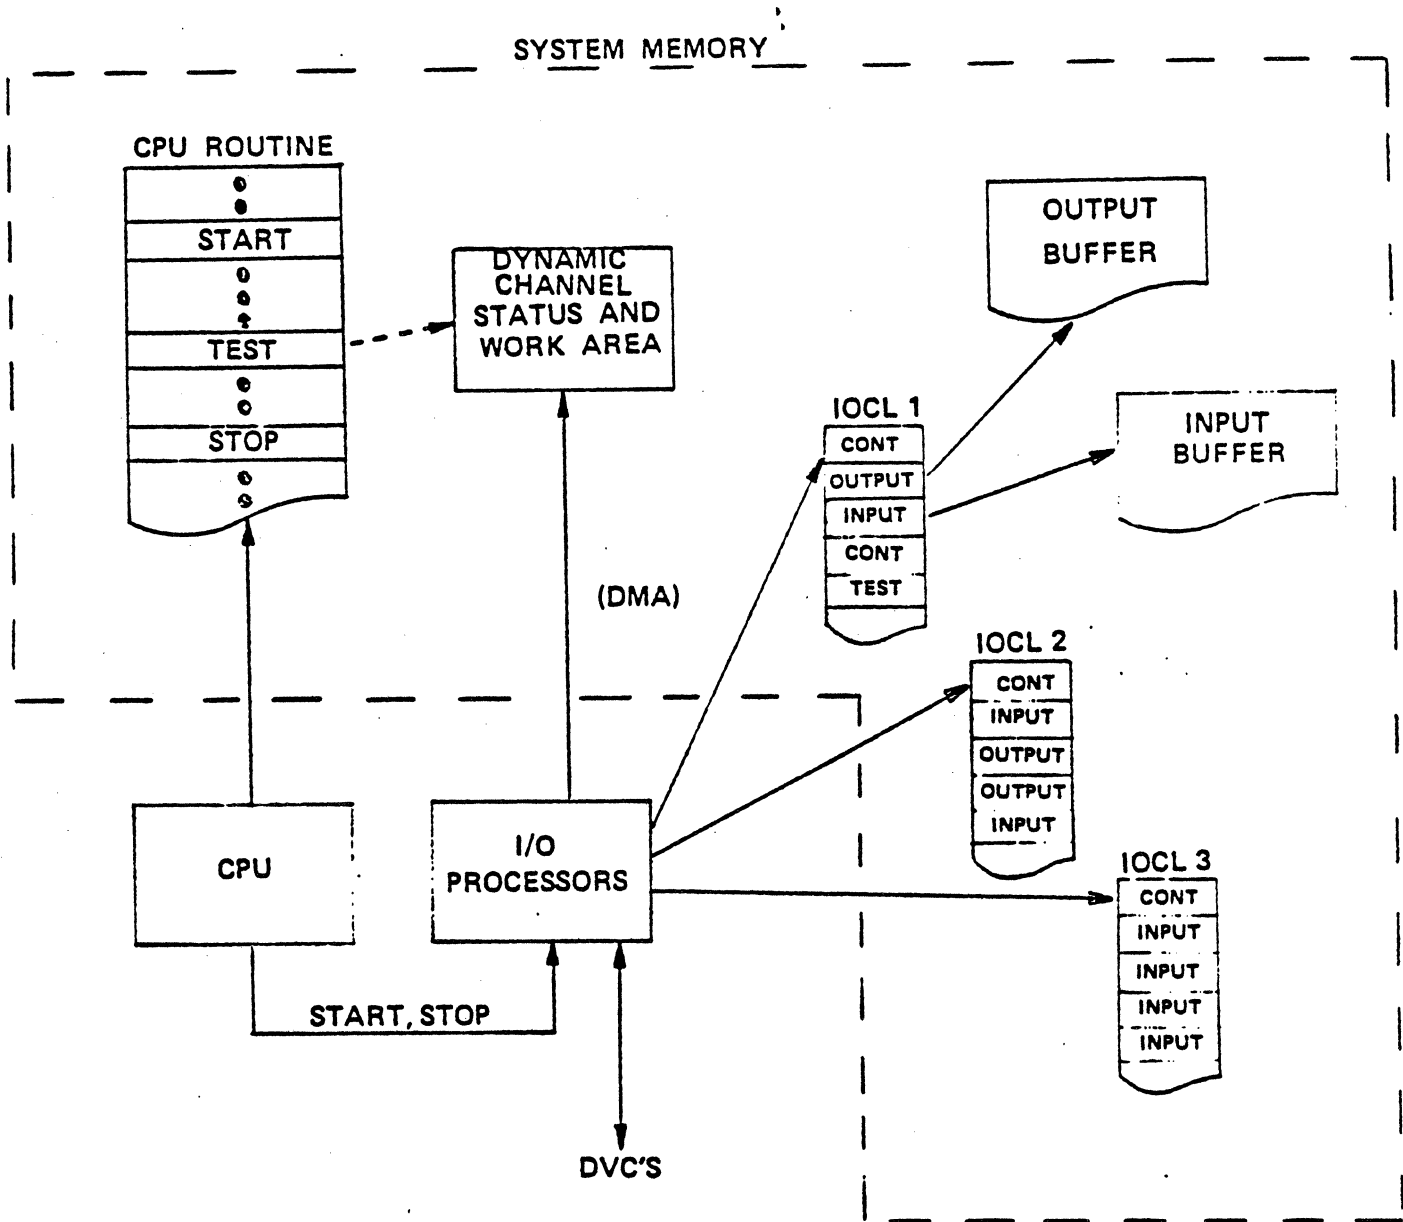 SYSTEM MEMORY
CPU ROUTINE
START
TEST
STOP
DYNAMIC
CHANNEL
STATUS AND
WORK AREA
OUTPUT
BUFFER
INPUT
BUFFER
IOCL 1
CONT
OUTPUT
INPUT
CONT
TEST
(DMA)
IOCL 2
CONT
INPUT
OUTPUT
OUTPUT
INPUT
CPU
I/O
PROCESSORS
IOCL 3
CONT
INPUT
INPUT
INPUT
INPUT
START, STOP
DVC'S